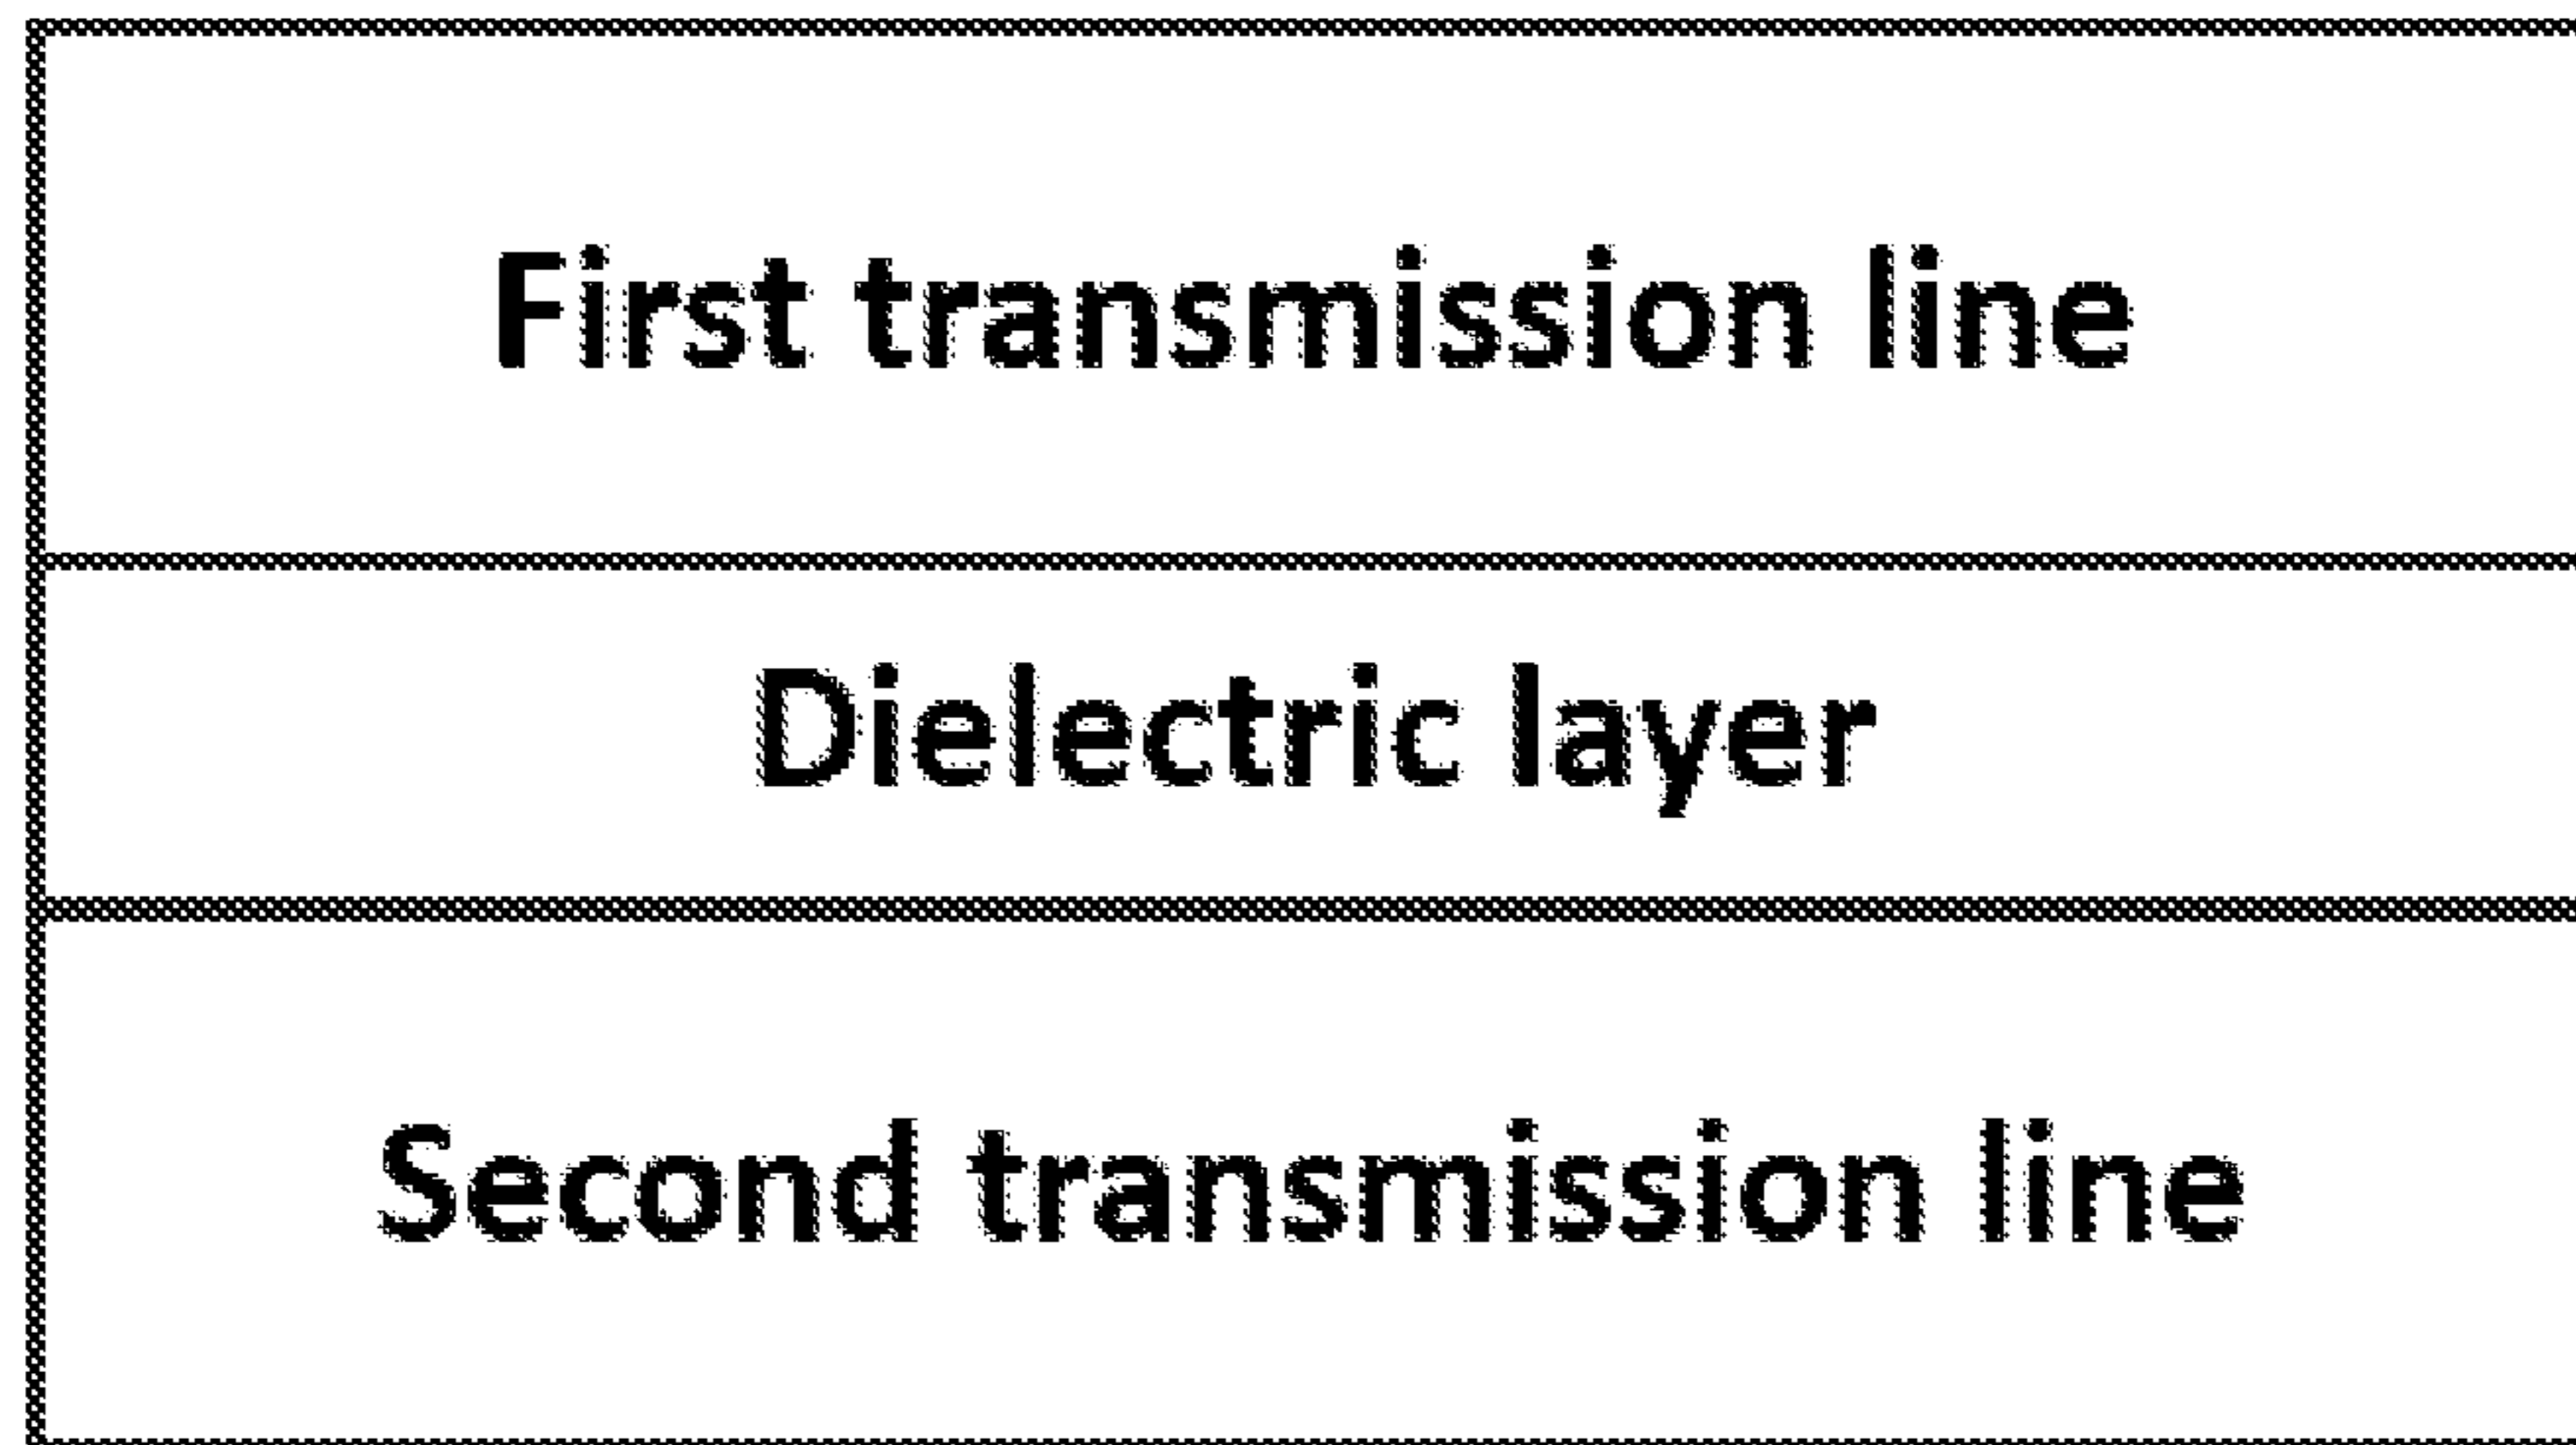 First transmission line
Dielectric layer
Second transmission line